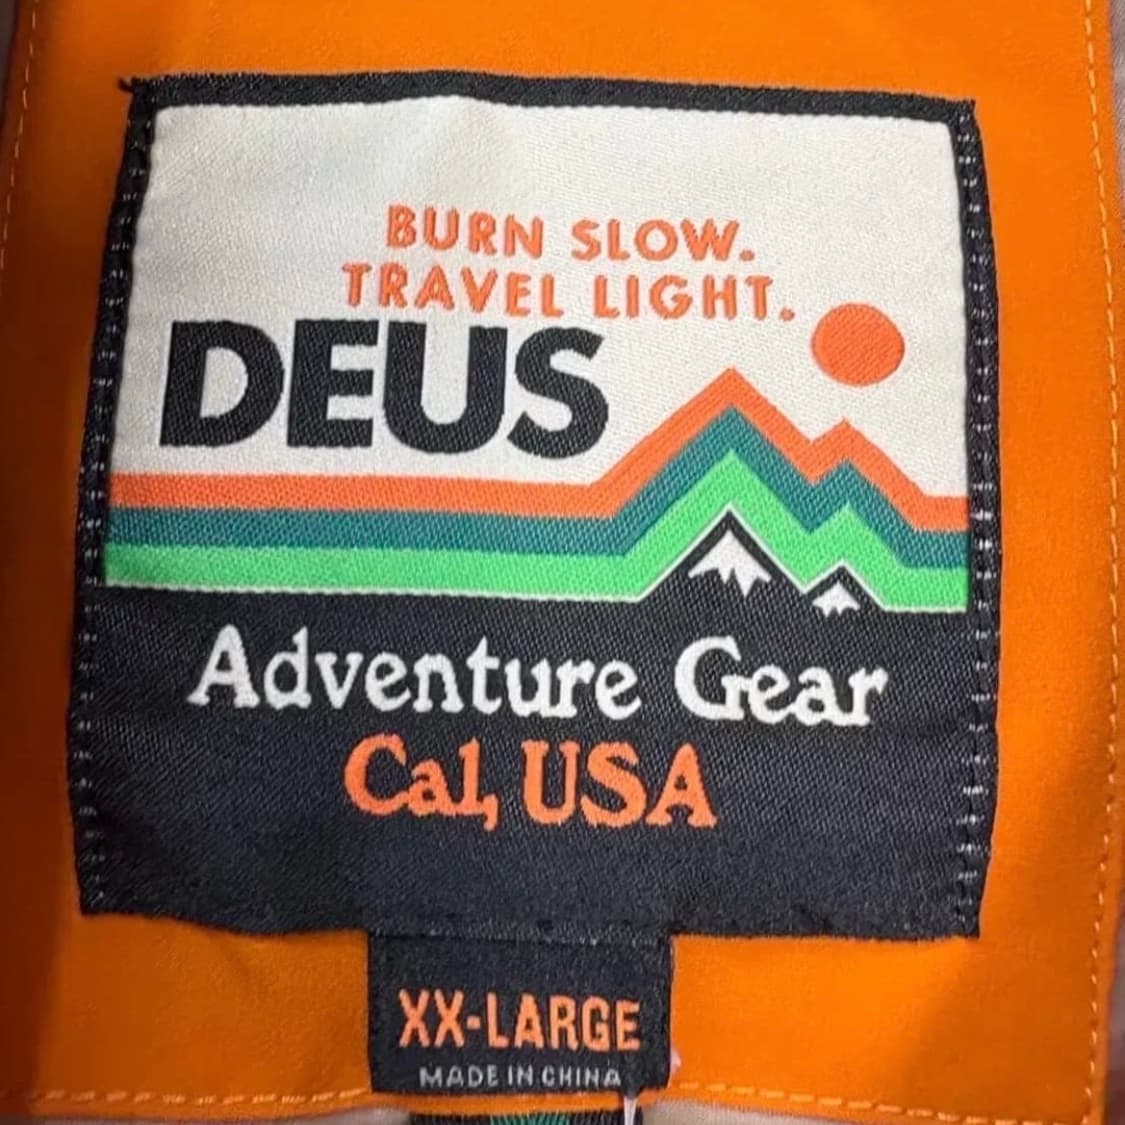 BURN SLOW.
TRAVEL LIGHT.
DEUS
Adventure Gear
Cal, USA
XX-LARGE
MADE IN CHINA